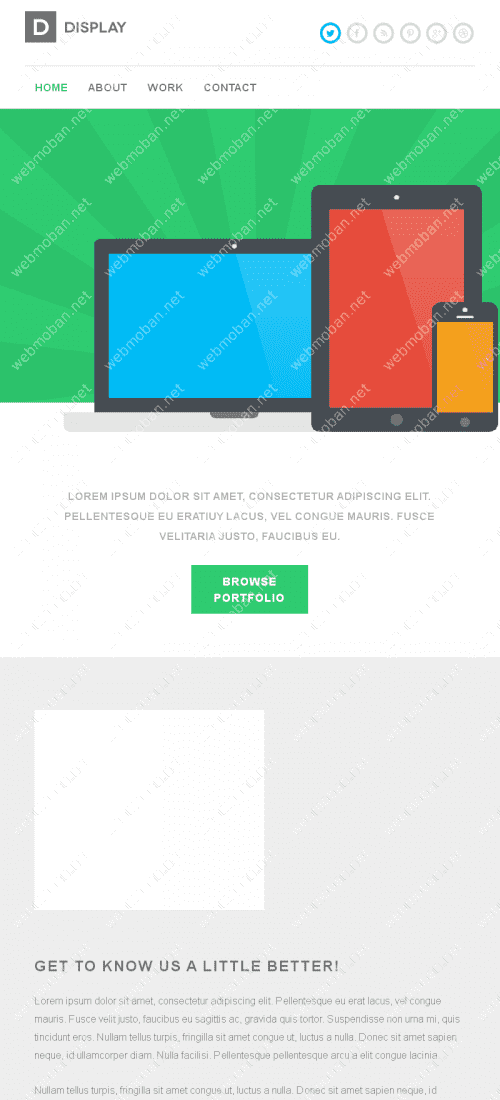 D DISPLAY
HOME ABOUT WORK CONTACT
webmoban.net
LOREM IPSUM DOLOR SIT AMET, CONSECTETUR ADIPISCING ELIT.
PELLENTESQUE EU ERATIUY LACUS, VEL CONGUE MAURIS. FUSCE
VELITARIA JUSTO, FAUCIBUS EU.
BROWSE
PORTFOLIO
GET TO KNOW US A LITTLE BETTER!
Lorem ipsum dolor sit amet, consectetur adipiscing elit. Pellentesque eu erat lacus, vel congue
mauris. Fusce velit justo, faucibus eu sagittis ac, gravida quis tortor. Suspendisse non urna mi, quis
tincidunt eros. Nullam tellus turpis, fringilla sit amet congue ut, luctus a nulla. Donec sit amet sapien
neque, id ullamcorper diam. Nulla facilisi. Pellentesque pellentesque arcu a elit congue lacinia.
Nullam tellus turpis, fringilla sit amet congue ut, luctus a nulla. Donec sit amet sapien neque, id